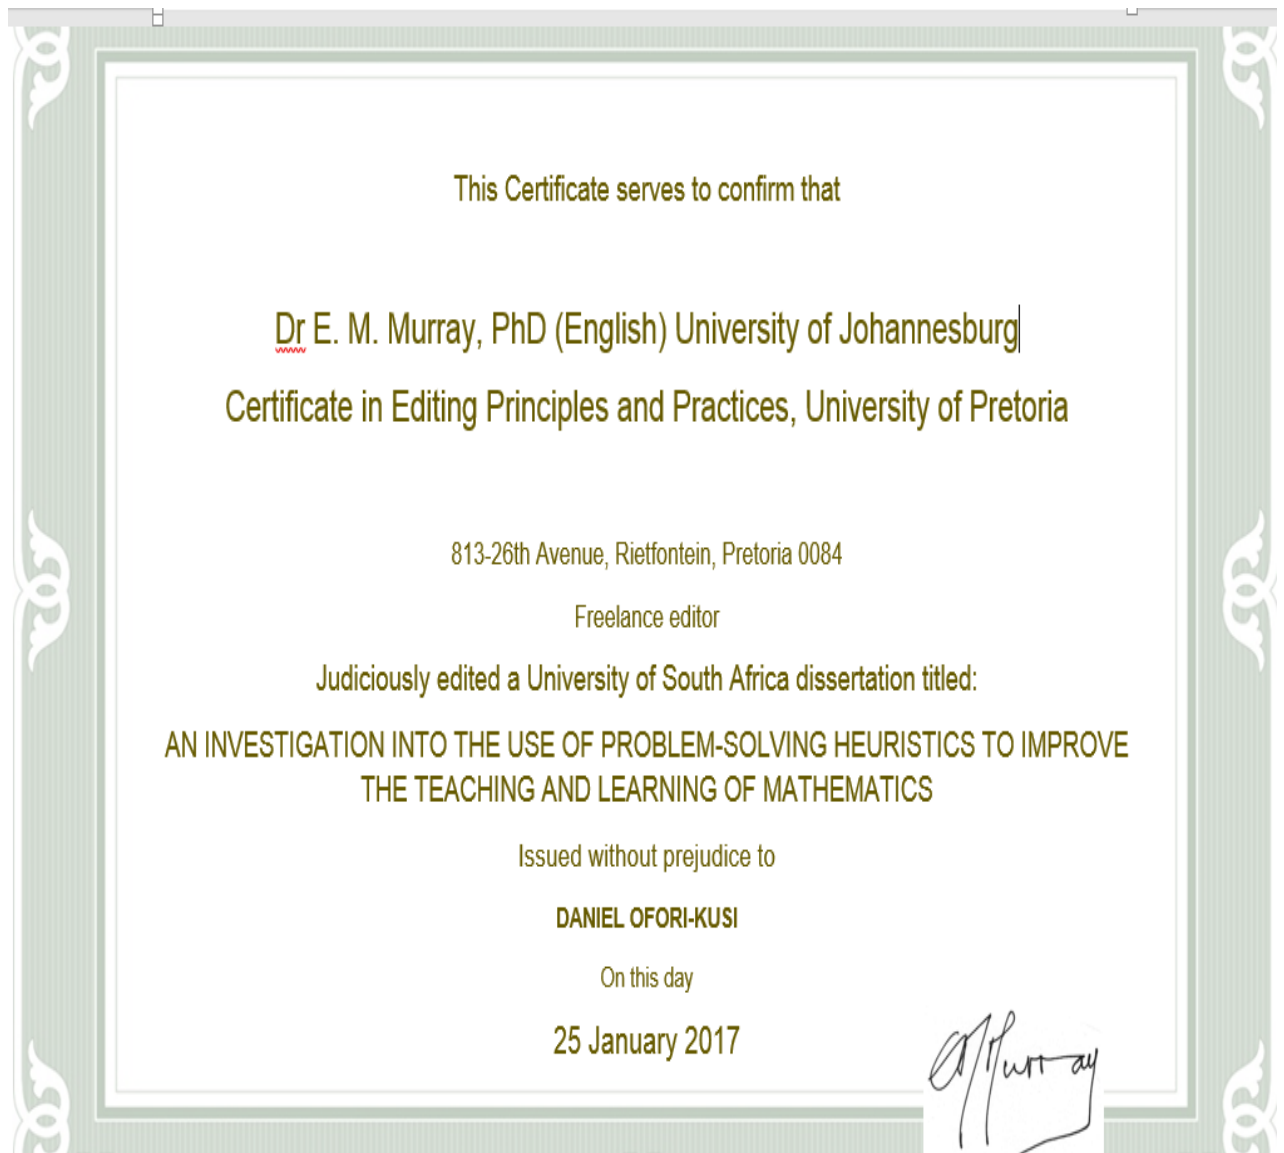 This Certificate serves to confirm that
Dr E. M. Murray, PhD (English) University of Johannesburg
Certificate in Editing Principles and Practices, University of Pretoria
813-26th Avenue, Rietfontein, Pretoria 0084
Freelance editor
Judiciously edited a University of South Africa dissertation titled:
AN INVESTIGATION INTO THE USE OF PROBLEM-SOLVING HEURISTICS TO IMPROVE
THE TEACHING AND LEARNING OF MATHEMATICS
Issued without prejudice to
DANIEL OFORI-KUSI
On this day
25 January 2017
Murray